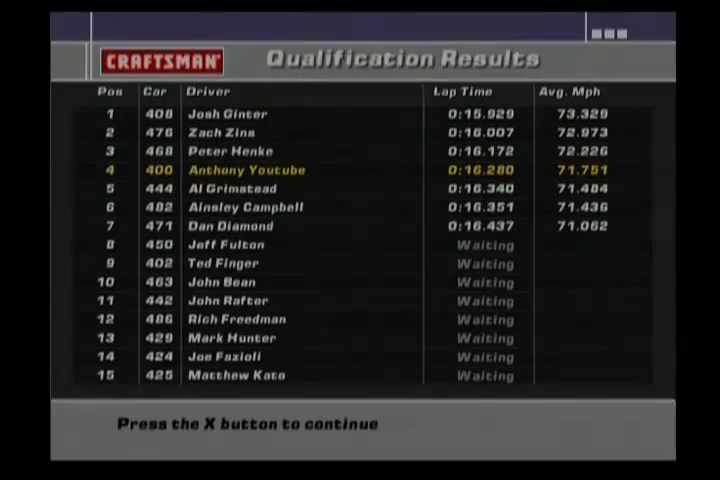 CRAFTSMAN Qualification Results
Pos Car Driver Lap Time Avg. Mph
1 408 Josh Ginter 0:15.929 73.329
2 476 Zach Zins 0:16.007 72.973
3 468 Peter Henke 0:16.172 72.226
4 400 Anthony Youtube 0:16.280 71.751
5 444 Al Grimstead 0:16.340 71.484
6 482 Ainsley Campbell 0:16.351 71.436
7 471 Dan Diamond 0:16.437 71.062
8 450 Jeff Fulton Waiting
9 402 Ted Finger Waiting
10 463 John Bean Waiting
11 442 John Rafter Waiting
12 486 Rich Freedman Waiting
13 429 Mark Hunter Waiting
14 424 Joe Fazioli Waiting
15 425 Matthew Kato Waiting
Press the X button to continue